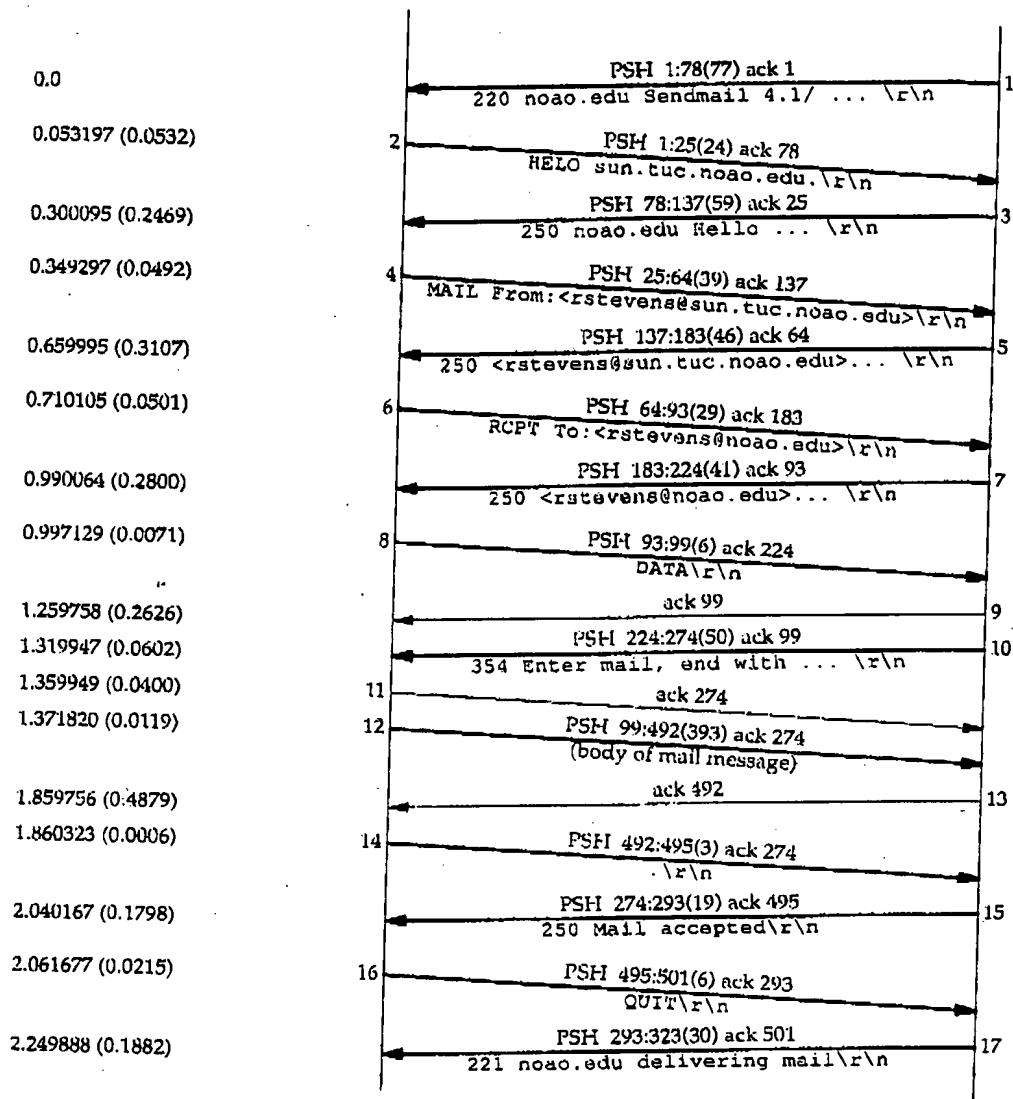 PSH 1:78(77) ack 1
0.0
1
220 noao.edu Sendmail 4.1/ ... \r\n
0.053197 (0.0532)
2
PSH 1:25(24) ack 78
HELO sun.tuc.noao.edu.\r\n
PSH 78:137(59) ack 25
0.300095 (0.2469)
3
250 noao.edu Hello ... \r\n
0.349297 (0.0492)
4
PSH 25:64(39) ack 137
MAIL From:<rstevens@sun.tuc.noao.edu>\r\n
PSH 137:183(46) ack 64
0.659995 (0.3107)
5
250 <rstevens@sun.tuc.noao.edu>... \r\n
0.710105 (0.0501)
6
PSH 64:93(29) ack 183
RCPT To:<rstevens@noao.edu>\r\n
PSH 183:224(41) ack 93
0.990064 (0.2800)
7
250 <rstevens@noao.edu>... \r\n
0.997129 (0.0071)
8
PSH 93:99(6) ack 224
DATA\r\n
1.259758 (0.2626)
ack 99
9
1.319947 (0.0602)
PSH 224:274(50) ack 99
10
354 Enter mail, end with ... \r\n
1.359949 (0.0400)
11
ack 274
1.371820 (0.0119)
12
PSH 99:492(393) ack 274
(body of mail message)
1.859756 (0.4879)
ack 492
13
1.860323 (0.0006)
14
PSH 492:495(3) ack 274
.\r\n
2.040167 (0.1798)
PSH 274:293(19) ack 495
15
250 Mail accepted\r\n
2.061677 (0.0215)
16
PSH 495:501(6) ack 293
QUIT\r\n
2.249888 (0.1882)
PSH 293:323(30) ack 501
17
221 noao.edu delivering mail\r\n